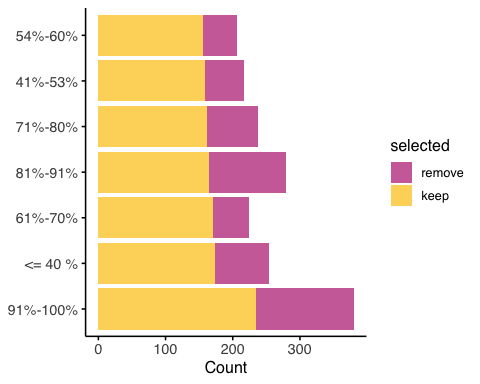 54%-60%
41%-53%
71%-80%
81%-91%
61%-70%
<= 40 %
91%-100%
0 100 200 300
Count
selected
remove
keep